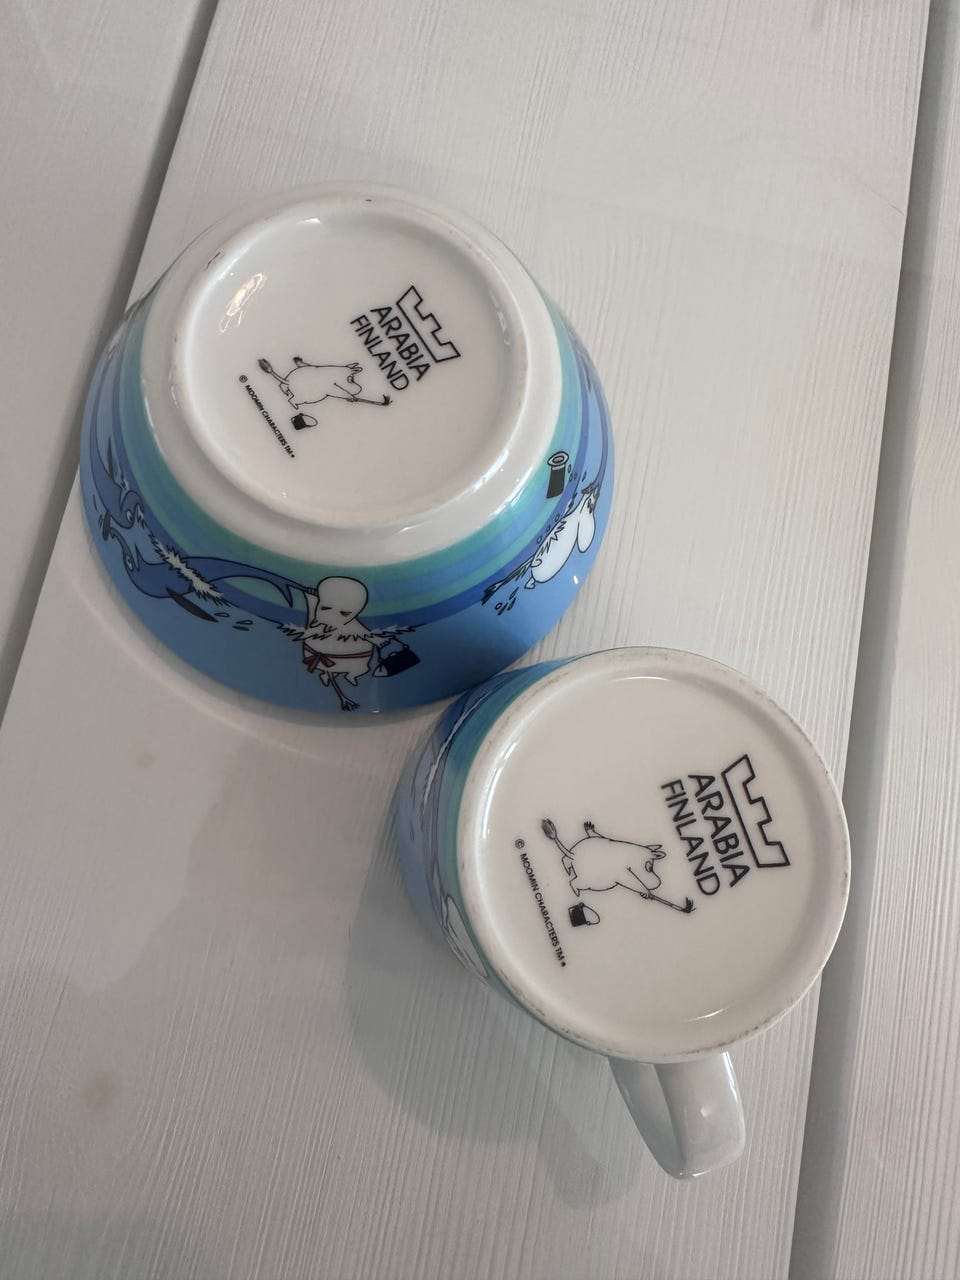 ARABIA
FINLAND
© MOOMIN CHARACTERS TM
ARABIA
FINLAND
© MOOMIN CHARACTERS TM